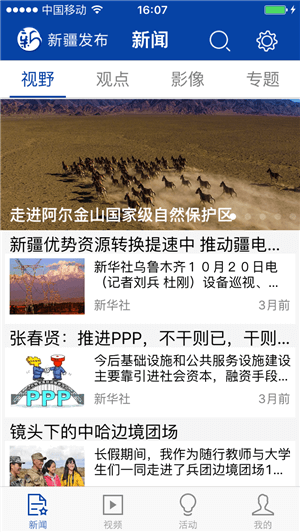 中国移动 16:07
新疆发布 新闻
视野 观点 影像 专题
走进阿尔金山国家级自然保护区
新疆优势资源转换提速中 推动疆电...
新华社乌鲁木齐10月20日电
(记者刘兵 杜刚)设备巡视、...
新华社 3月前
张春贤：推进PPP，不干则已，干则...
今后基础设施和公共服务设施建设
主要靠引进社会资本，融资手段...
PPP
新华社 3月前
镜头下的中哈边境团场
长假期间，我作为随行教师与大学
生们一同走进了兵团边境团场1...
新闻 视频 活动 我的